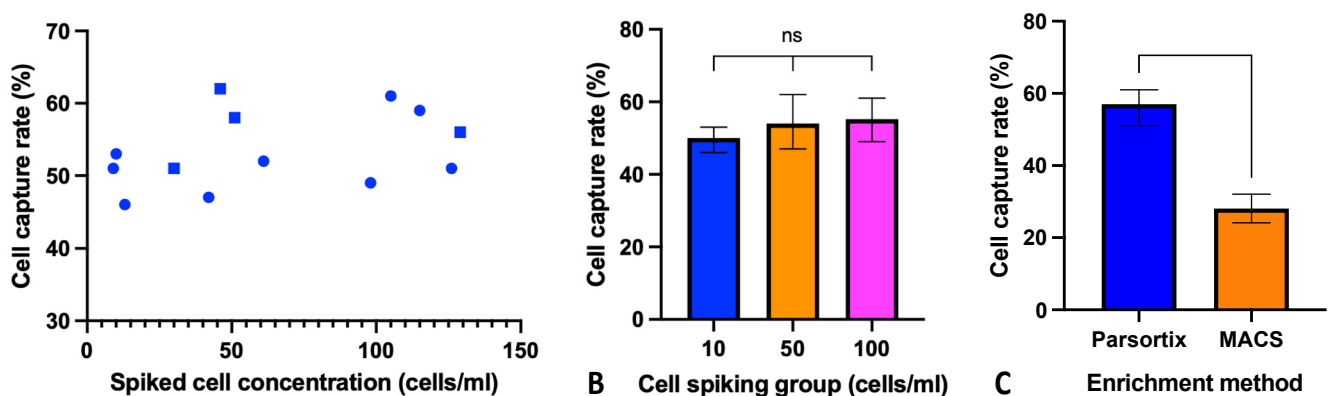 Cell capture rate (%)
70
60
50
40
30
0
50
100
150
Spiked cell concentration (cells/ml)
Cell capture rate (%)
80
60
40
20
0
ns
10
50
100
B
Cell spiking group (cells/ml)
Cell capture rate (%)
80
60
40
20
0
Parsortix
MACS
C
Enrichment method